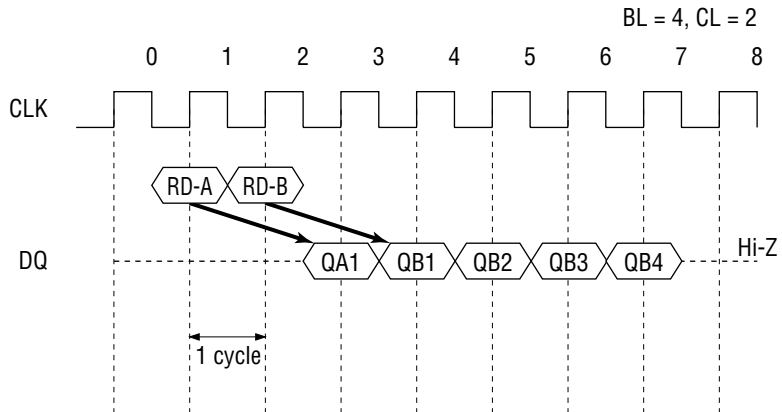 BL = 4, CL = 2
0 1 2 3 4 5 6 7 8
CLK
RD-A RD-B
Hi-Z
DQ QA1 QB1 QB2 QB3 QB4
1 cycle